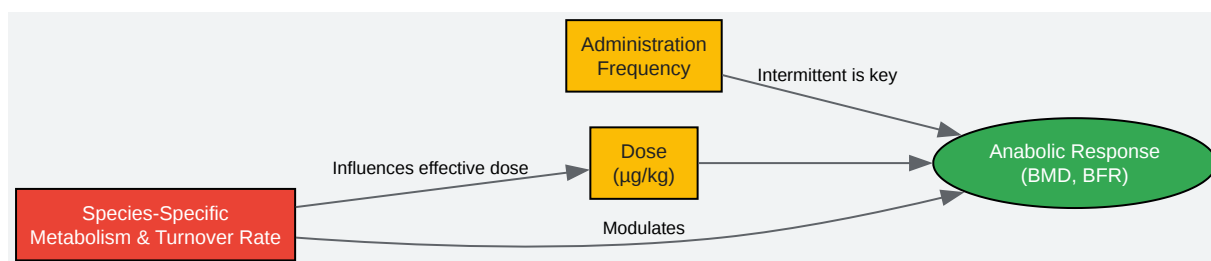 Administration
Frequency
Intermittent is key
Influences effective dose
Dose
(µg/kg)
Anabolic Response
(BMD, BFR)
Species-Specific
Metabolism & Turnover Rate
Modulates